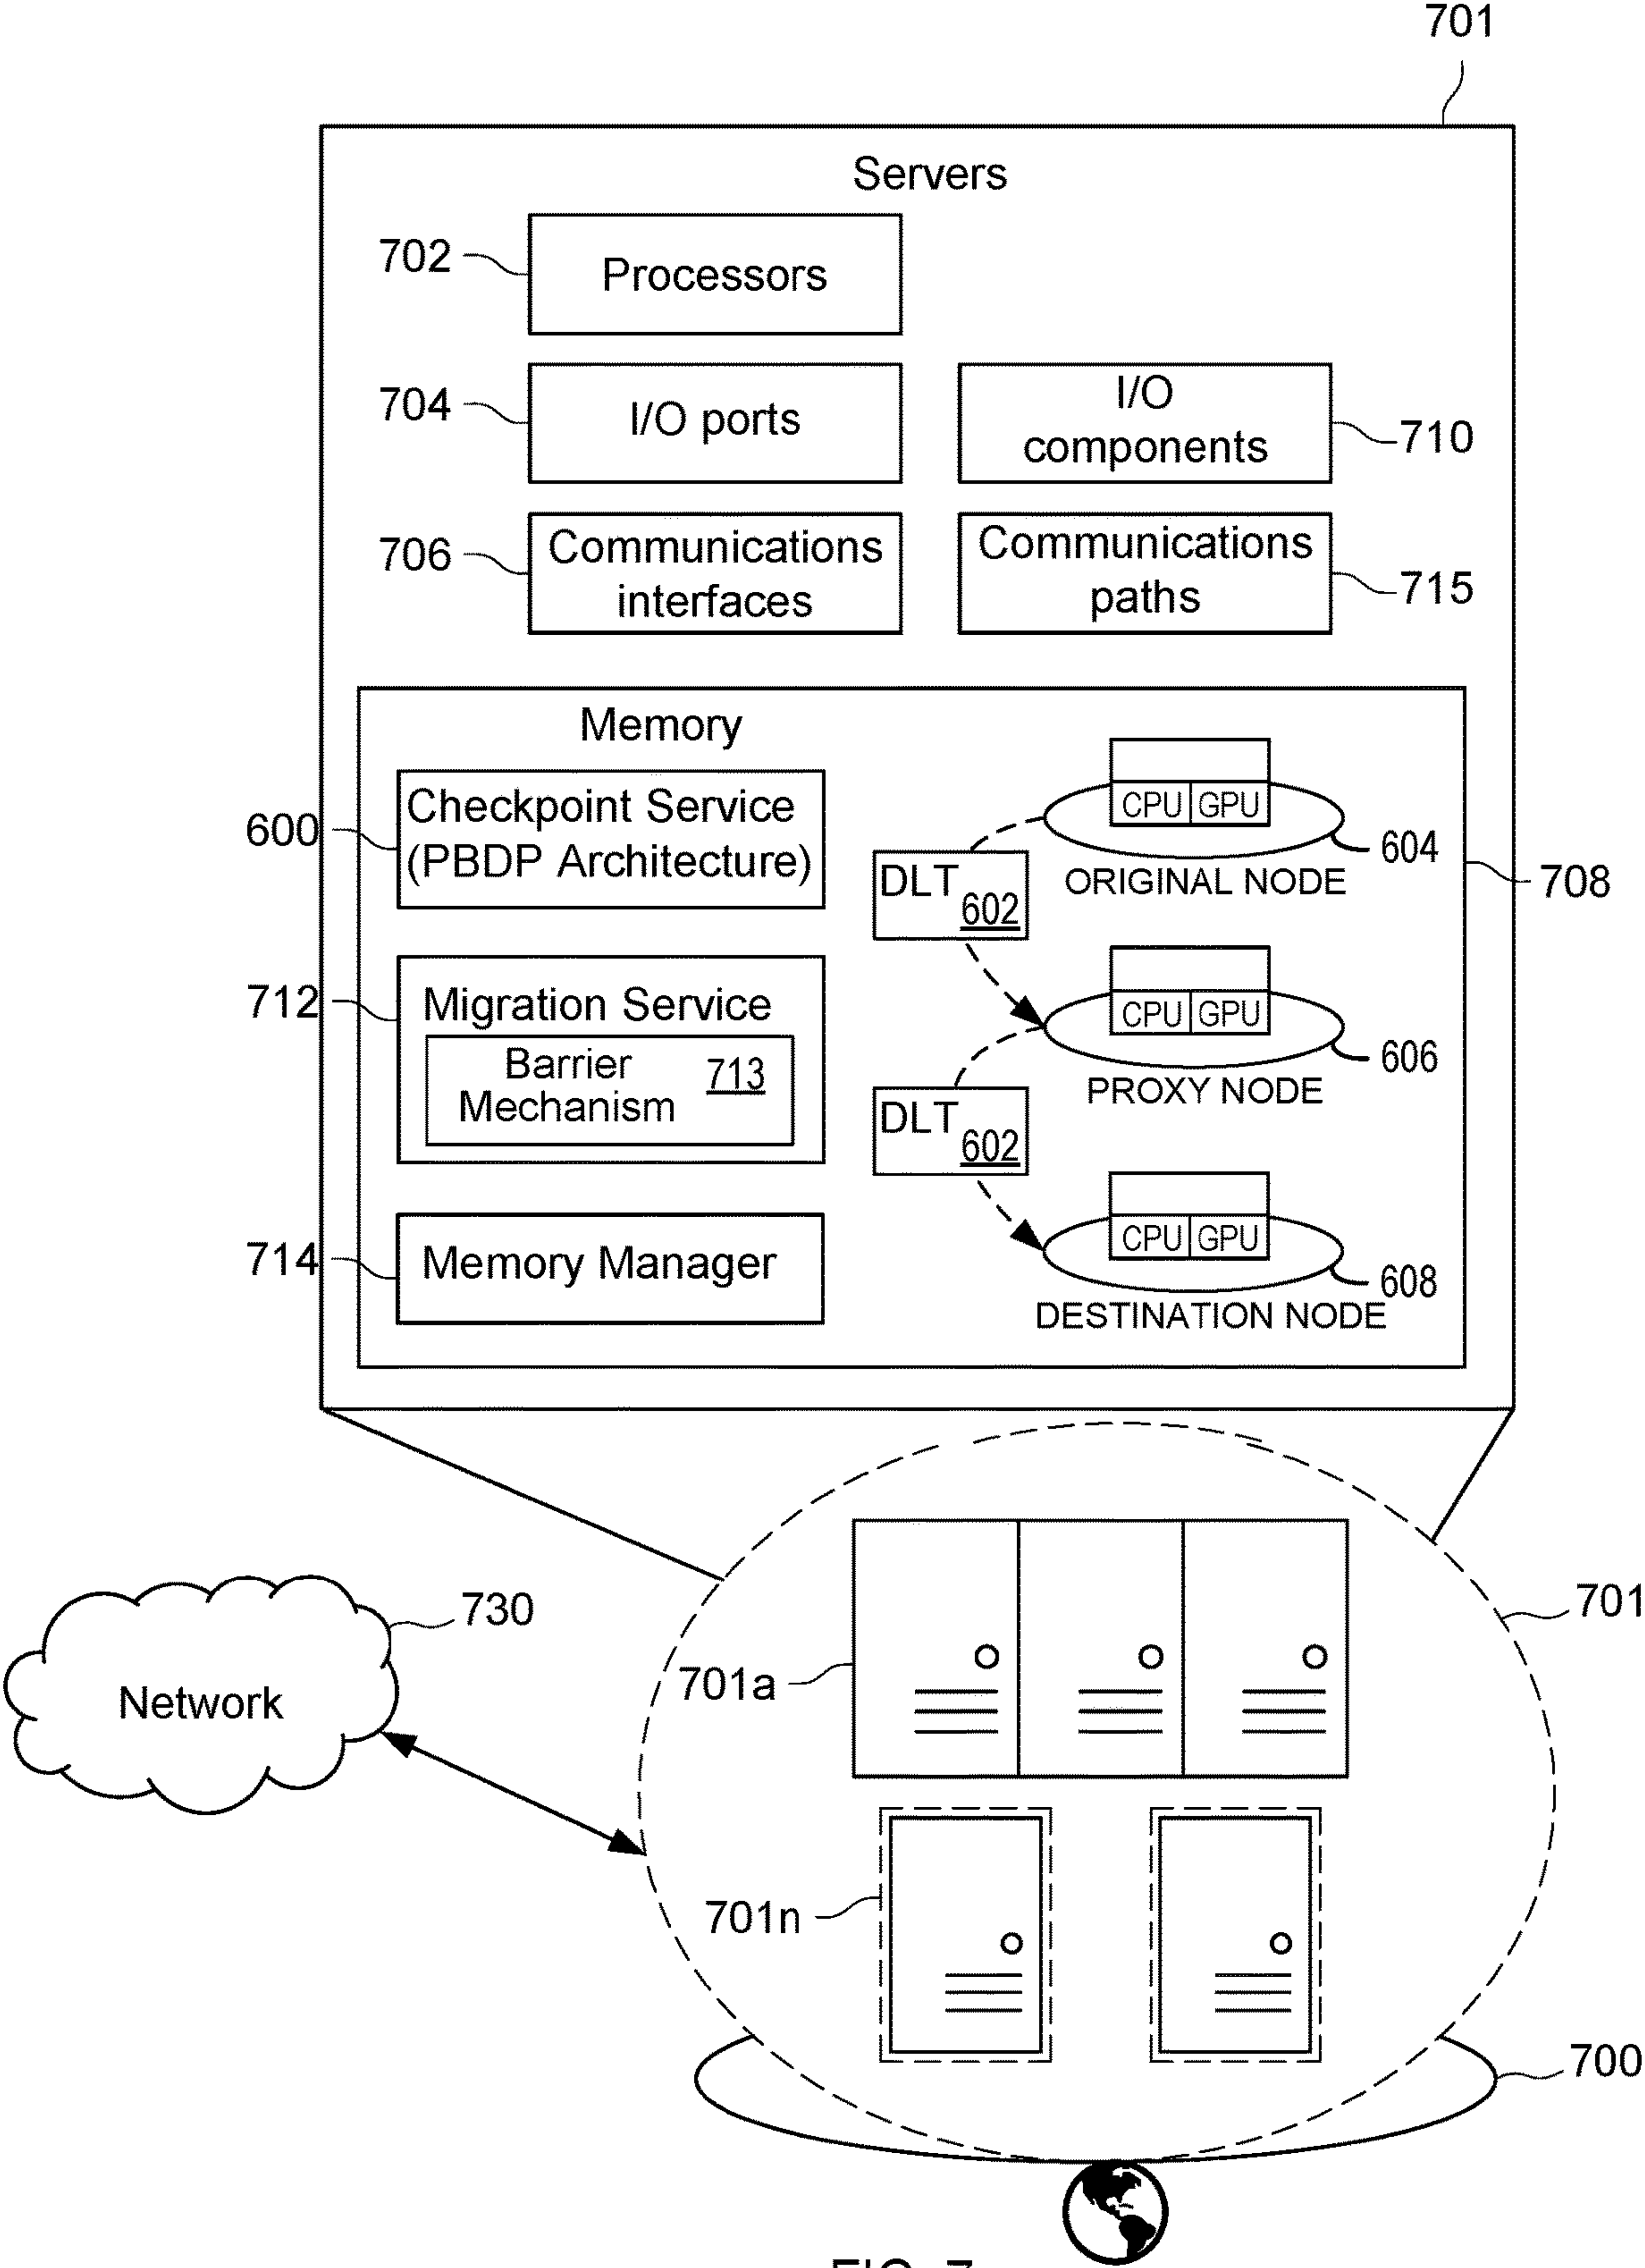 701
Servers
702
Processors
704
I/O ports
I/O
components
710
706
Communications
interfaces
Communications
paths
715
Memory
600
Checkpoint Service
(PBDP Architecture)
CPU GPU
604
ORIGINAL NODE
708
DLT
602
712
Migration Service
Barrier
Mechanism
713
CPU GPU
606
PROXY NODE
DLT
602
714
Memory Manager
CPU GPU
608
DESTINATION NODE
730
Network
701
701a
701n
700
FIG. 7